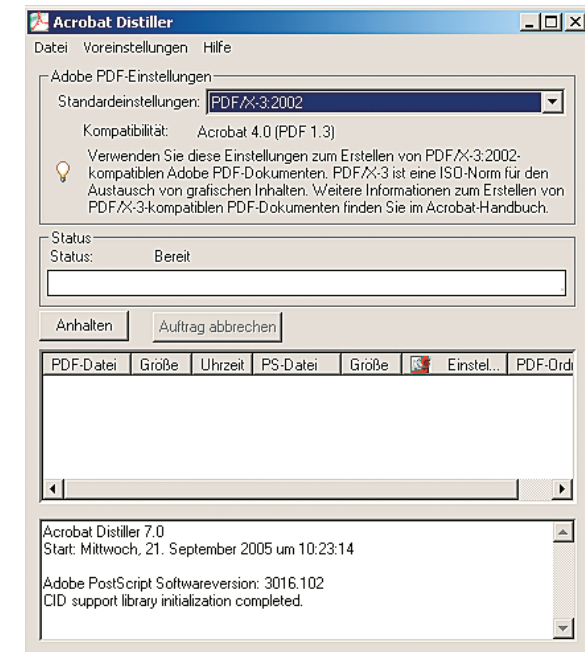 Acrobat Distiller
Datei Voreinstellungen Hilfe
Adobe PDF-Einstellungen
Standardeinstellungen: PDF/X-3:2002
Kompatibilität: Acrobat 4.0 (PDF 1.3)
Verwenden Sie diese Einstellungen zum Erstellen von PDF/X-3:2002-
kompatiblen Adobe PDF-Dokumenten. PDF/X-3 ist eine ISO-Norm für den
Austausch von grafischen Inhalten. Weitere Informationen zum Erstellen von
PDF/X-3-kompatiblen PDF-Dokumenten finden Sie im Acrobat-Handbuch.
Status
Status: Bereit
Anhalten Auftrag abbrechen
PDF-Datei Größe Uhrzeit PS-Datei Größe Einstel... PDF-Ord
Acrobat Distiller 7.0
Start: Mittwoch, 21. September 2005 um 10:23:14
Adobe PostScript Softwareversion: 3016.102
CID support library initialization completed.